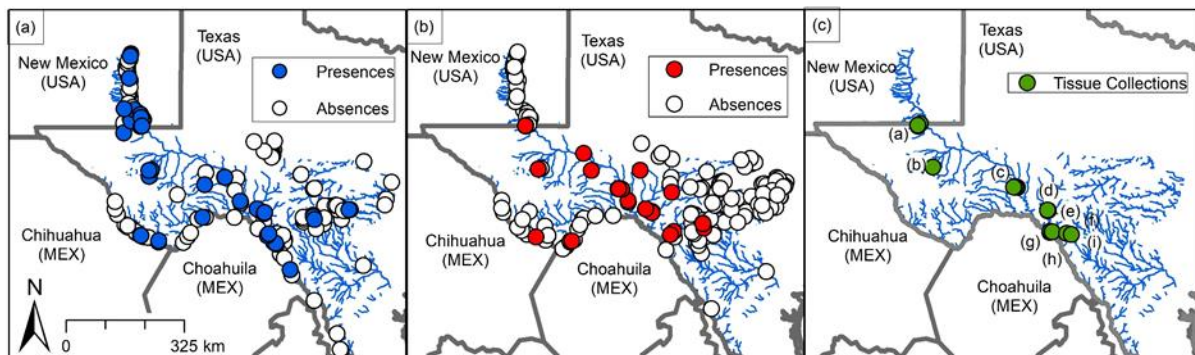 (a)
Texas
(USA)
New Mexico
(USA)
Presences
Absences
Chihuahua
(MEX)
Choahuila
(MEX)
N
0 325 km
(b)
Texas
(USA)
New Mexico
(USA)
Presences
Absences
Chihuahua
(MEX)
Choahuila
(MEX)
(c)
Texas
(USA)
New Mexico
(USA)
Tissue Collections
(a)
(b)
(c)
(d)
(e)
(f)
(g)
(i)
(h)
Chihuahua
(MEX)
Choahuila
(MEX)